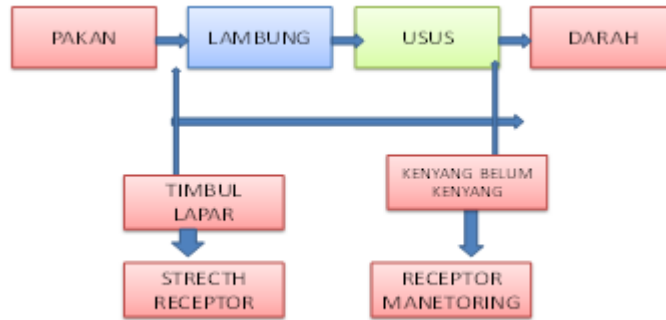 PAKAN
LAMBUNG
USUS
DARAH
TIMBUL
LAPAR
KENYANG BELUM
KENYANG
STRECTH
RECEPTOR
RECEPTOR
MANETORING